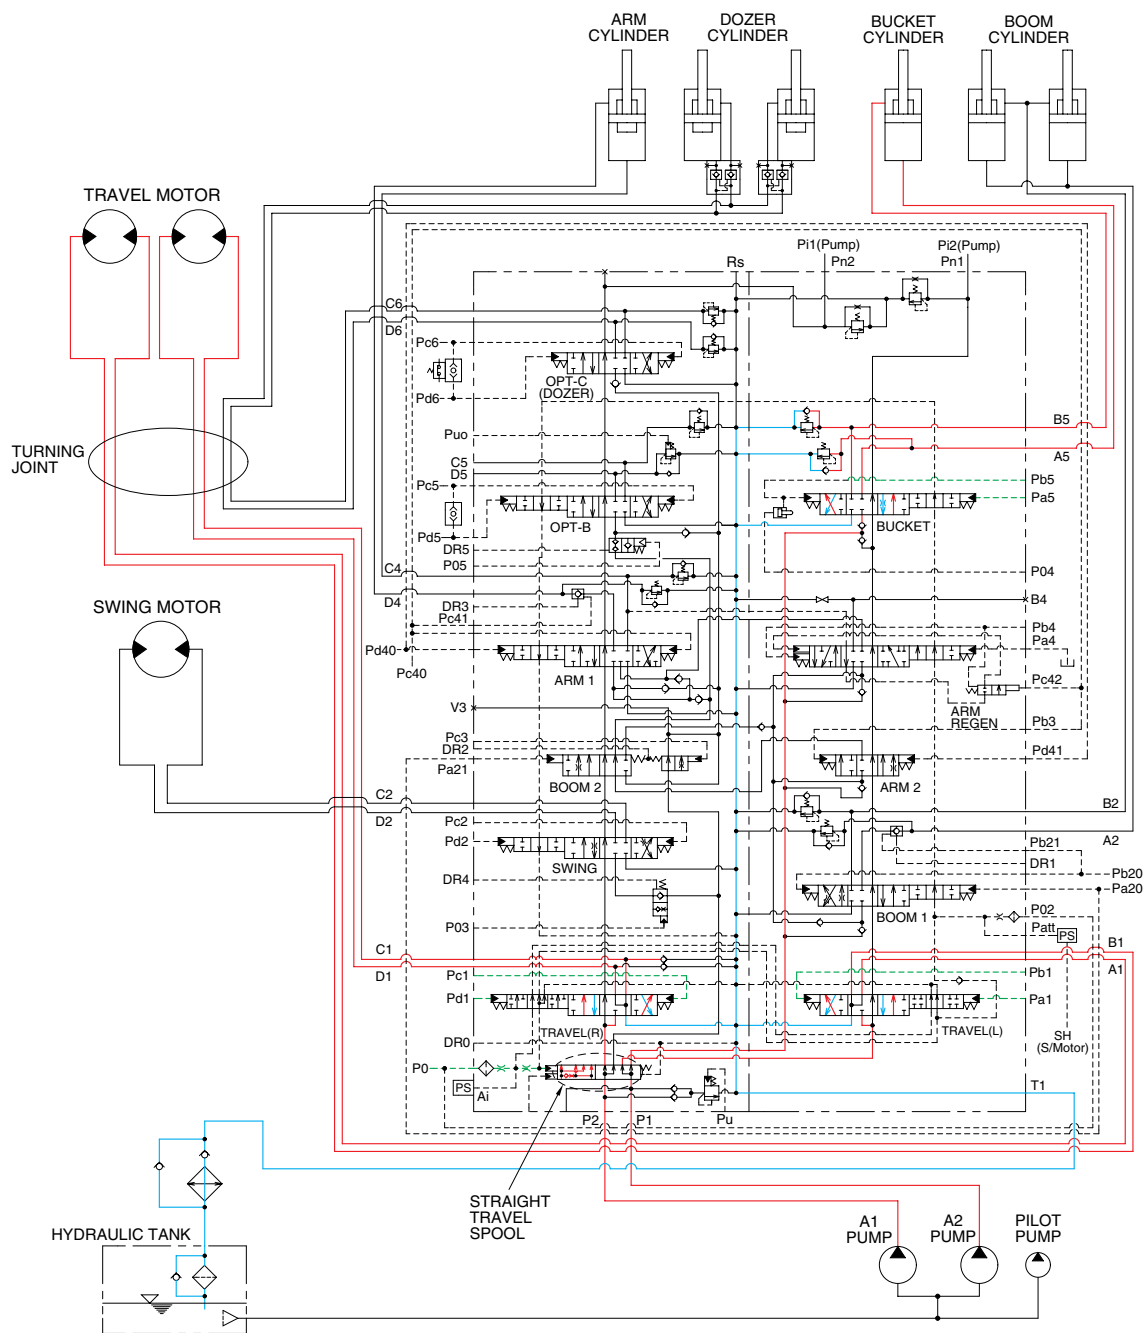 ARM
CYLINDER
DOZER
CYLINDER
BUCKET
CYLINDER
BOOM
CYLINDER
TRAVEL MOTOR
Pi1(Pump)
Pn2
Pi2(Pump)
Pn1
Rs
C6
D6
Pc6
Pd6
OPT-C
(DOZER)
TURNING
JOINT
Puo
C5
D5
Pc5
Pd5
OPT-B
DR5
P05
B5
A5
Pb5
Pa5
BUCKET
P04
C4
D4
DR3
Pc41
Pd40
Pc40
ARM 1
B4
Pb4
Pa4
Pc42
ARM
REGEN
SWING MOTOR
V3
Pc3
DR2
Pa21
BOOM 2
Pb3
Pd41
ARM 2
C2
D2
Pc2
Pd2
SWING
DR4
P03
B2
A2
Pb21
DR1
Pb20
Pa20
BOOM 1
P02
Patt
PS
C1
D1
Pc1
Pd1
TRAVEL(R)
B1
A1
Pb1
Pa1
TRAVEL(L)
SH
(S/Motor)
DR0
P0
PS
Ai
P2
P1
Pu
T1
STRAIGHT
TRAVEL
SPOOL
HYDRAULIC TANK
A1
PUMP
A2
PUMP
PILOT
PUMP